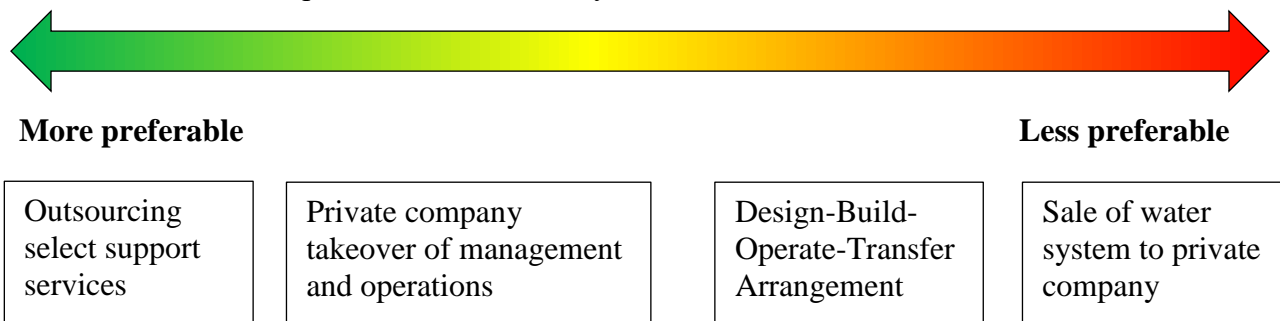 More preferable
Less preferable
Outsourcing
select support
services
Private company
takeover of management
and operations
Design-Build-
Operate-Transfer
Arrangement
Sale of water
system to private
company